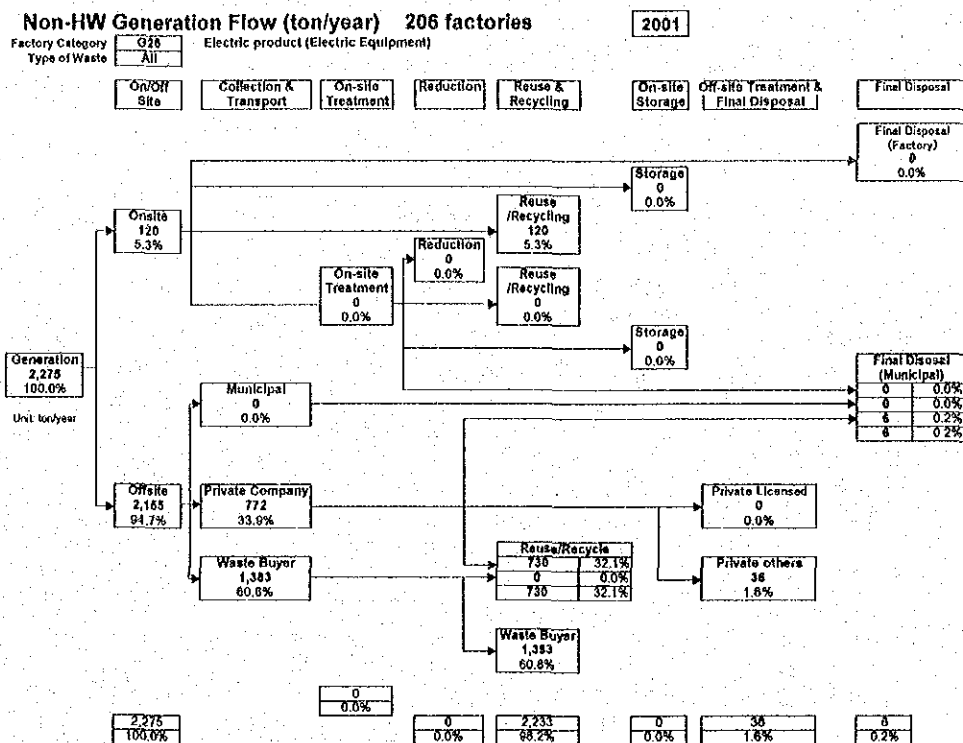 Non-HW Generation Flow (ton/year) 206 factories 2001
Factory Category G26 Electric product (Electric Equipment)
Type of Waste All
On/Off Site
Collection & Transport
On-site Treatment
Reduction
Reuse & Recycling
On-site Storage
Off-site Treatment & Final Disposal
Final Disposal
Final Disposal
(Factory)
0
0.0%
Storage
0
0.0%
Onsite
120
5.3%
Reuse
/Recycling
120
5.3%
Reduction
0
0.0%
On-site
Treatment
0
0.0%
Reuse
/Recycling
0
0.0%
Storage
0
0.0%
Generation
2,275
100.0%
Unit: ton/year
Final Disosal
(Municipal)
0 0.0%
0 0.0%
6 0.2%
6 0.2%
Municipal
0
0.0%
Offsite
2,155
94.7%
Private Company
772
33.9%
Private Licensed
0
0.0%
Waste Buyer
1,383
60.8%
Reuse/Recycle
730 32.1%
0 0.0%
730 32.1%
Private others
36
1.6%
Waste Buyer
1,383
60.8%
0
0.0%
2,275 0 2,233 0 36 6
100.0% 0.0% 98.2% 0.0% 1.6% 0.2%